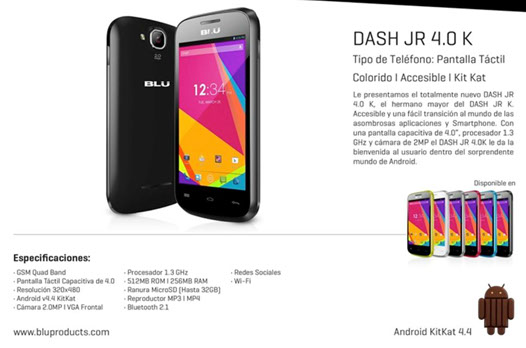 BLU
BLU
12:34
DASH JR 4.0 K
Tipo de Teléfono: Pantalla Táctil
Colorido I Accesible I Kit Kat
Le presentamos el totalmente nuevo DASH JR
4.0 K, el hermano mayor del DASH JR K.
Accesible y una fácil transición al mundo de las
asombrosas aplicaciones y Smartphone. Con
una pantalla capacitiva de 4.0", procesador 1.3
GHz y cámara de 2MP el DASH JR 4.0K le da la
bienvenida al usuario dentro del sorprendente
mundo de Android.
Disponible en
Especificaciones:
· GSM Quad Band
· Pantalla Táctil Capacitiva de 4.0
· Resolución 320x480
· Android v4.4 KitKat
· Cámara 2.0MP I VGA Frontal
· Procesador 1.3 GHz
· 512MB ROM I 256MB RAM
· Ranura MicroSD (Hasta 32GB)
· Reproductor MP3 I MP4
· Bluetooth 2.1
· Redes Sociales
· Wi-Fi
www.bluproducts.com
Android KitKat 4.4